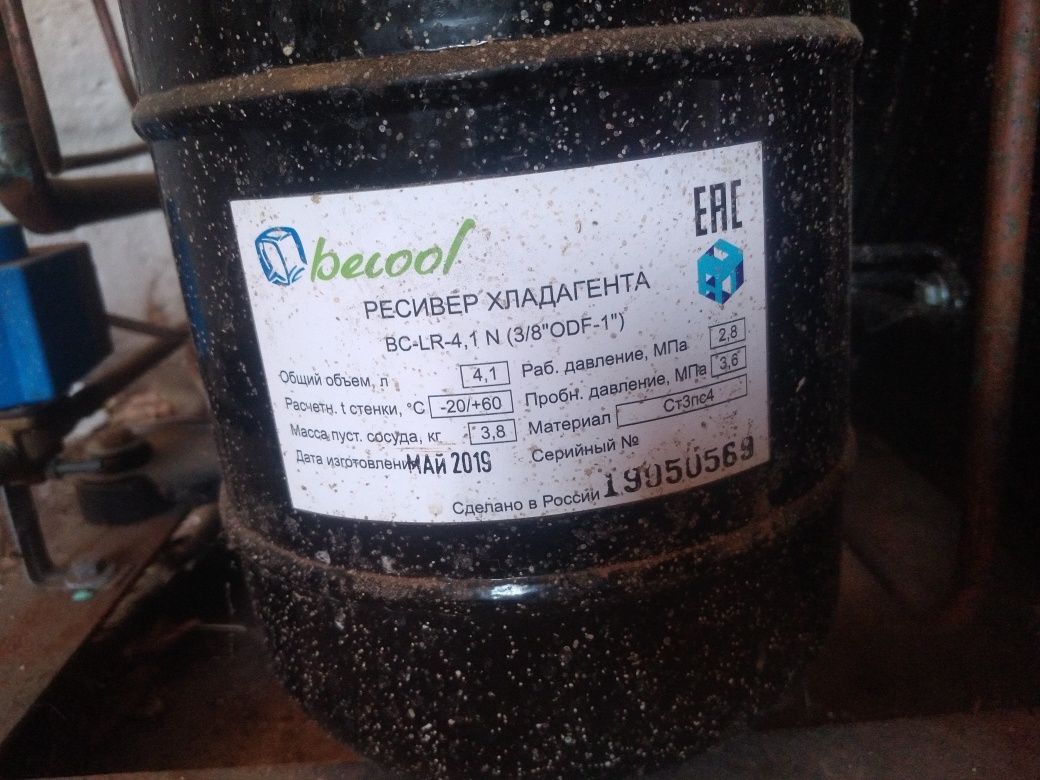 becool
EAC
РЕСИВЕР ХЛАДАГЕНТА
BC-LR-4,1 N (3/8"ODF-1")
Общий объем, л 4,1
Расчетн. t стенки, °С -20/+60
Масса пуст. сосуда, кг 3,8
Дата изготовления МАЙ 2019
Раб. давление, МПа 2,8
Пробн. давление, МПа 3,6
Материал Ст3пс4
Серийный №
Сделано в России 19050569